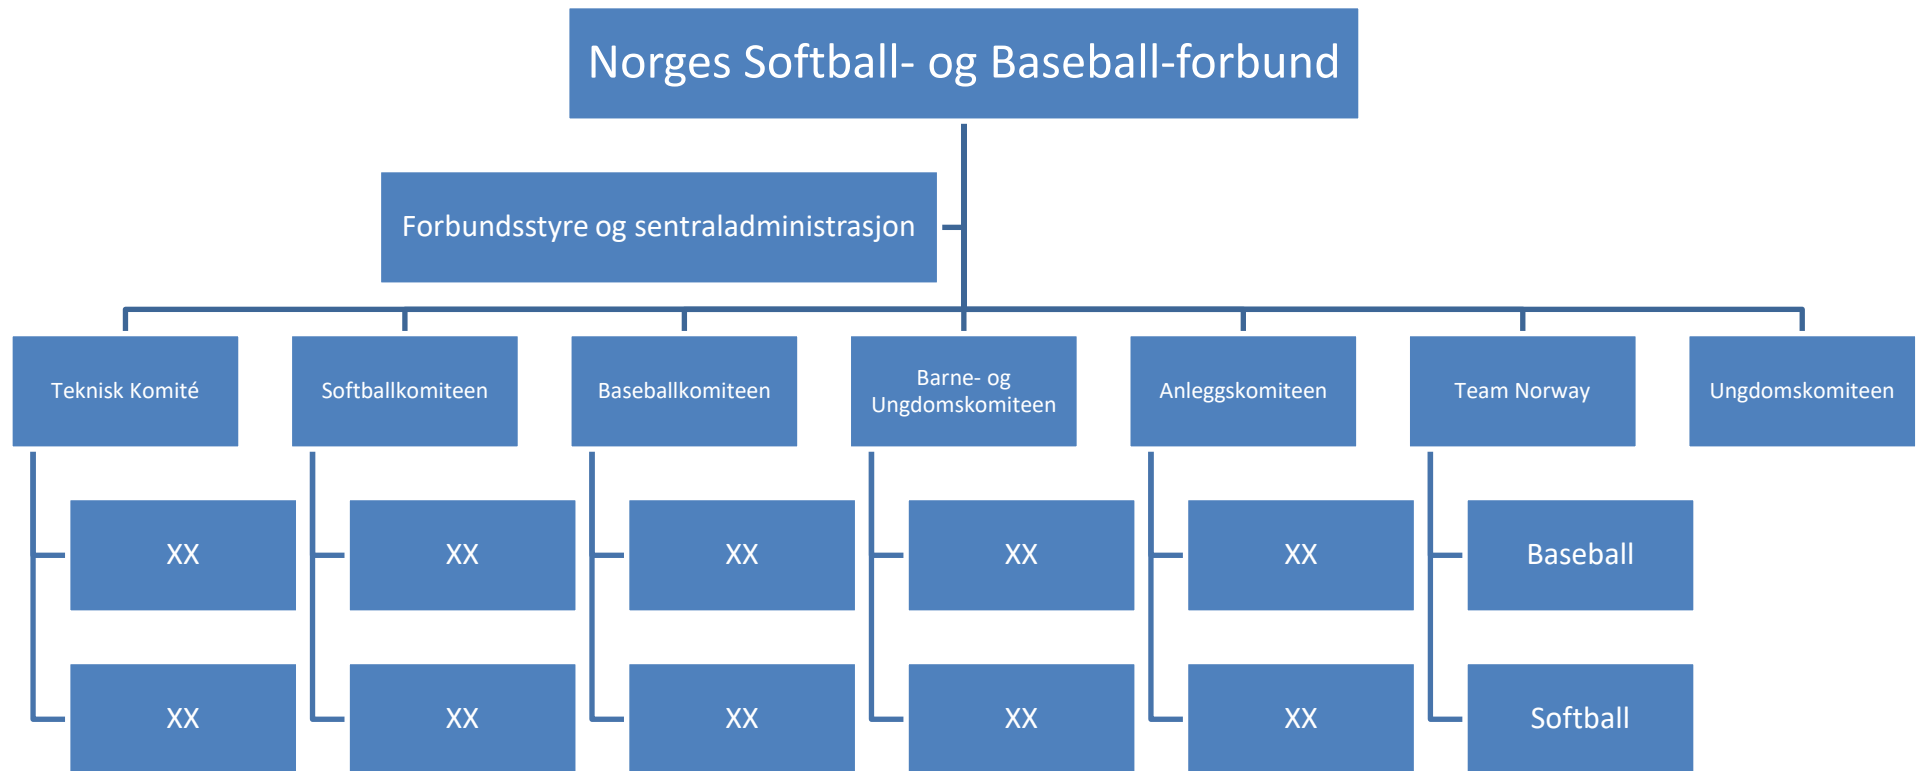 Norges Softball- og Baseball-forbund
Forbundsstyre og sentraladministrasjon
Teknisk Komité
Softballkomiteen
Baseballkomiteen
Barne- og
Ungdomskomiteen
Anleggskomiteen
Team Norway
Ungdomskomiteen
XX
XX
XX
XX
XX
Baseball
XX
XX
XX
XX
XX
Softball